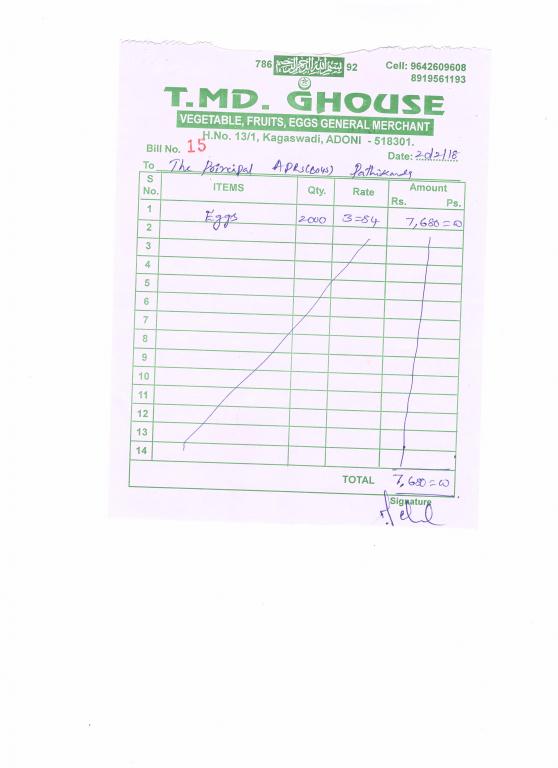 786 بسم الله الرحمن الرحيم 92 Cell: 9642609608
8919561193
T.MD. GHOUSE
VEGETABLE, FRUITS, EGGS GENERAL MERCHANT
H.No. 13/1, Kagaswadi, ADONI - 518301.
Bill No. 15 Date: 20/2/18
To The Principal APRS(BOYS)
S No. ITEMS Qty. Rate Amount Rs. Ps.
1 Eggs 2000 3=84 7,680=00
2
3
4
5
6
7
8
9
10
11
12
13
14
TOTAL 7,680=00
Signature